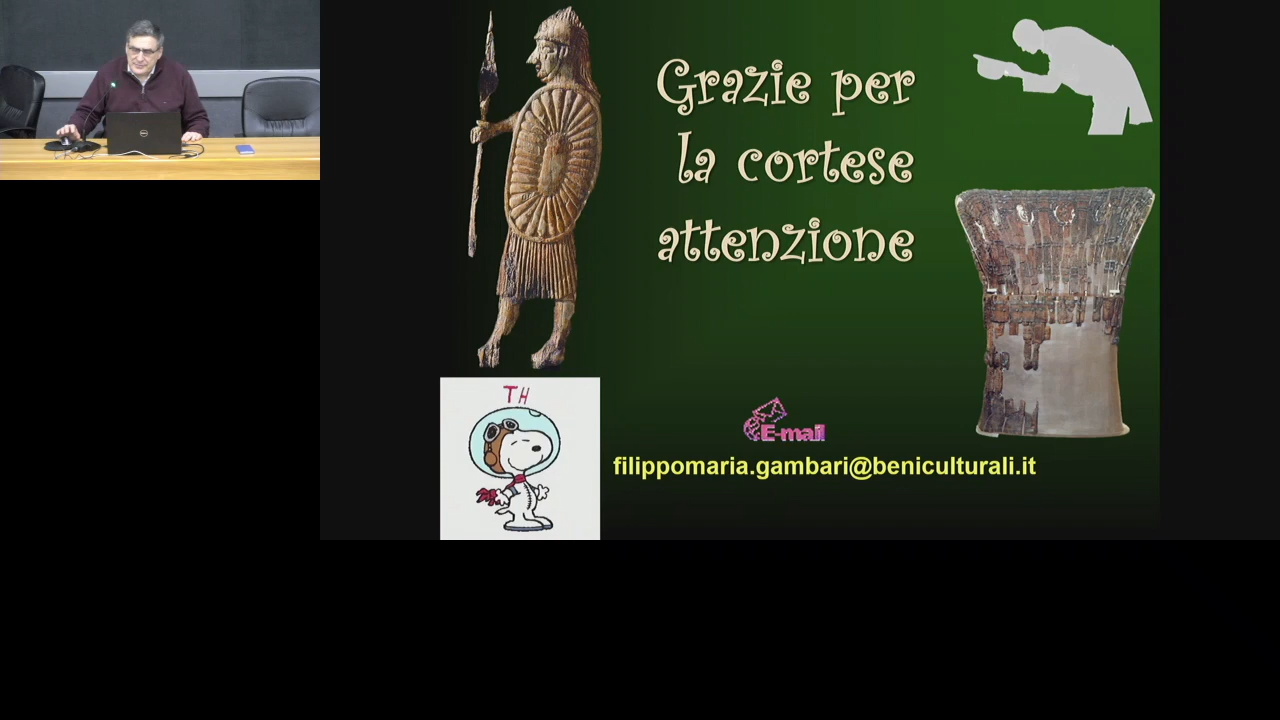 Grazie per
la cortese
attenzione
TH
E-mail
filippomaria.gambari@beniculturali.it